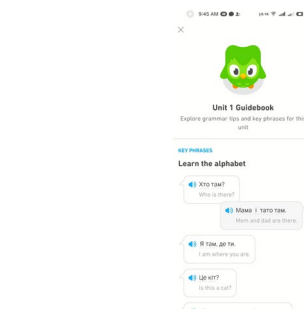 9:45 AM
Unit 1 Guidebook
Explore grammar tips and key phrases for this
unit
KEY PHRASES
Learn the alphabet
Хто там?
Who is there?
Мама і тато там.
Mom and dad are there.
Я там, де ти.
I am where you are.
Це кіт?
Is this a cat?